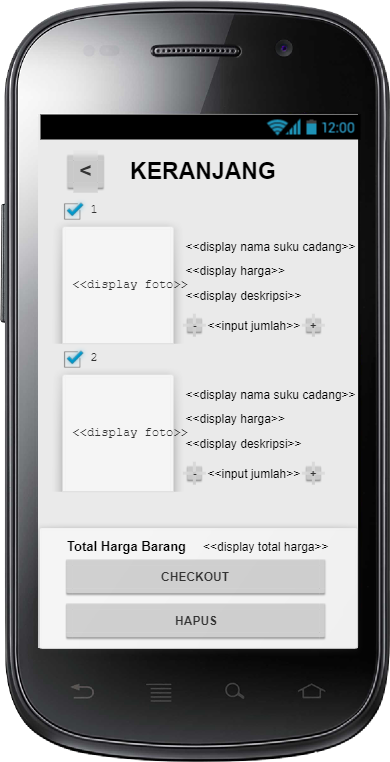 12:00
< KERANJANG
1
<<display foto>>
<<display nama suku cadang>>
<<display harga>>
<<display deskripsi>>
- <<input jumlah>> +
2
<<display foto>>
<<display nama suku cadang>>
<<display harga>>
<<display deskripsi>>
- <<input jumlah>> +
Total Harga Barang <<display total harga>>
CHECKOUT
HAPUS